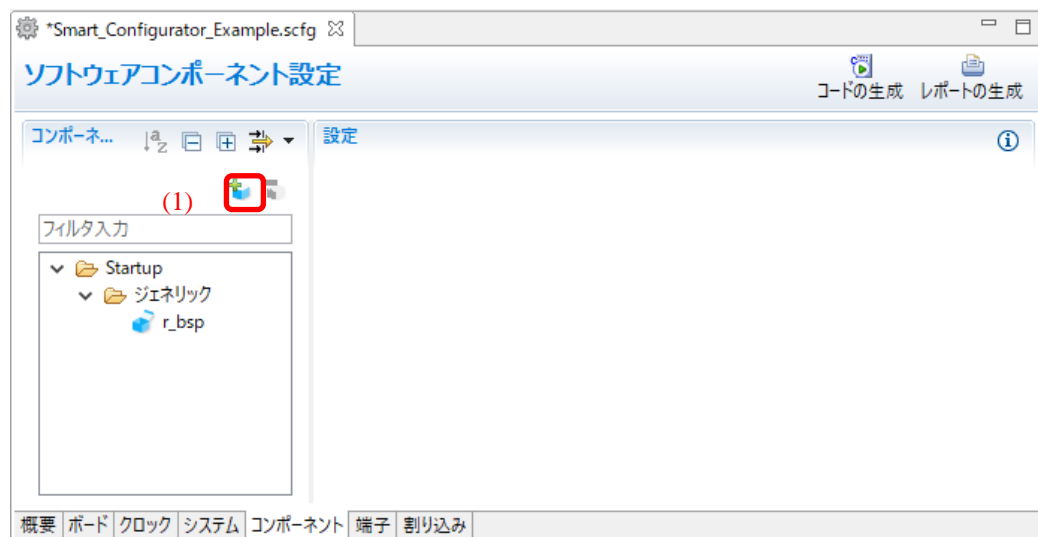 *Smart_Configurator_Example.scfg
ソフトウェアコンポーネント設定
コードの生成 レポートの生成
コンポーネ... 設定
(1)
フィルタ入力
Startup
ジェネリック
r_bsp
概要 ボード クロック システム コンポーネント 端子 割り込み